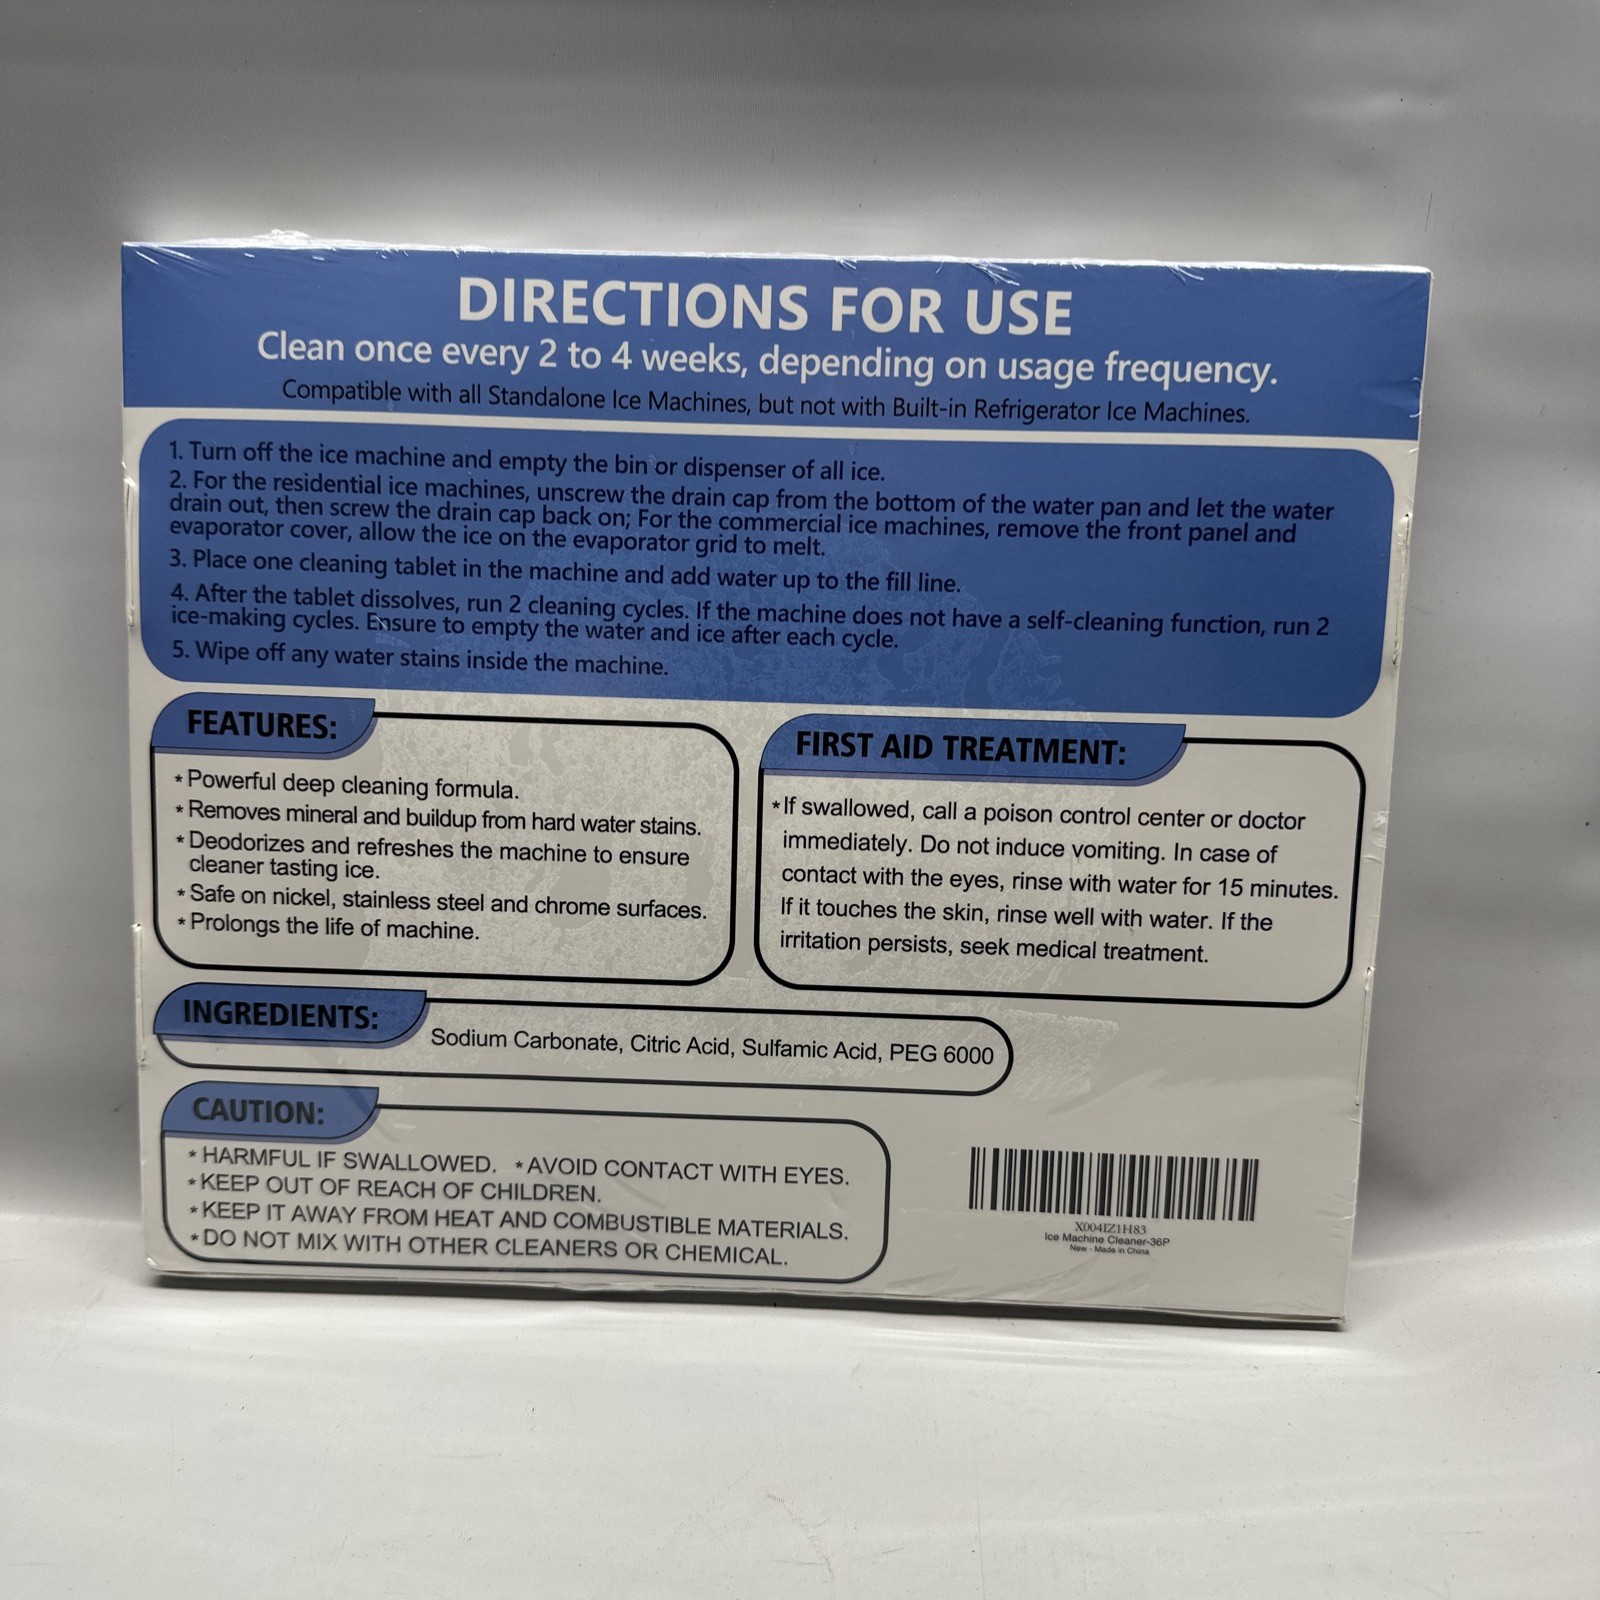 DIRECTIONS FOR USE
Clean once every 2 to 4 weeks, depending on usage frequency.
Compatible with all Standalone Ice Machines, but not with Built-in Refrigerator Ice Machines.
1. Turn off the ice machine and empty the bin or dispenser of all ice.
2. For the residential ice machines, unscrew the drain cap from the bottom of the water pan and let the water
drain out, then screw the drain cap back on; For the commercial ice machines, remove the front panel and
evaporator cover, allow the ice on the evaporator grid to melt.
3. Place one cleaning tablet in the machine and add water up to the fill line.
4. After the tablet dissolves, run 2 cleaning cycles. If the machine does not have a self-cleaning function, run 2
ice-making cycles. Ensure to empty the water and ice after each cycle.
5. Wipe off any water stains inside the machine.
FEATURES:
* Powerful deep cleaning formula.
* Removes mineral and buildup from hard water stains.
* Deodorizes and refreshes the machine to ensure
cleaner tasting ice.
* Safe on nickel, stainless steel and chrome surfaces.
* Prolongs the life of machine.
FIRST AID TREATMENT:
* If swallowed, call a poison control center or doctor
immediately. Do not induce vomiting. In case of
contact with the eyes, rinse with water for 15 minutes.
If it touches the skin, rinse well with water. If the
irritation persists, seek medical treatment.
INGREDIENTS:
Sodium Carbonate, Citric Acid, Sulfamic Acid, PEG 6000
CAUTION:
* HARMFUL IF SWALLOWED. * AVOID CONTACT WITH EYES.
* KEEP OUT OF REACH OF CHILDREN.
* KEEP IT AWAY FROM HEAT AND COMBUSTIBLE MATERIALS.
* DO NOT MIX WITH OTHER CLEANERS OR CHEMICAL.
X004IZ1H83
Ice Machine Cleaner-36P
New - Made in China